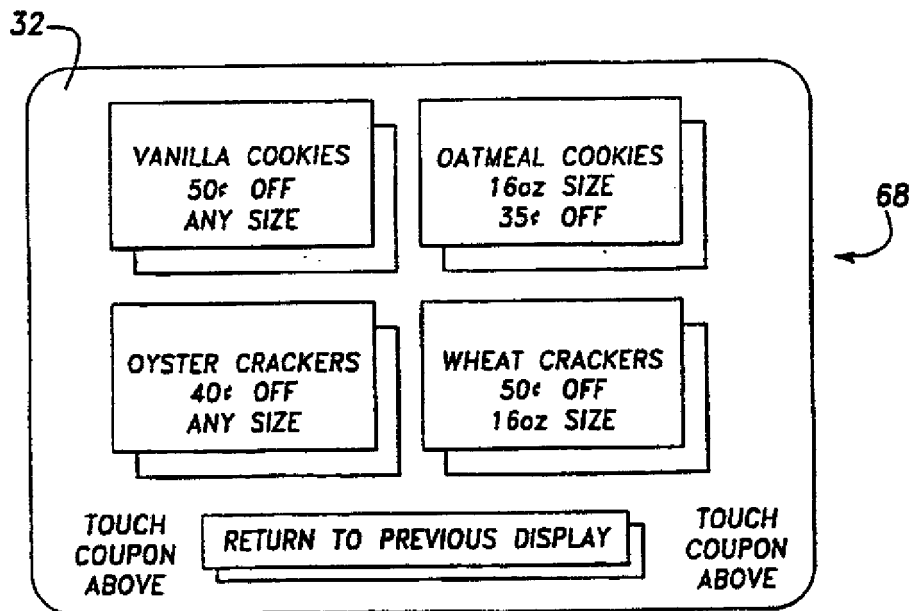 32
VANILLA COOKIES
50¢ OFF
ANY SIZE
OATMEAL COOKIES
16oz SIZE
35¢ OFF
68
OYSTER CRACKERS
40¢ OFF
ANY SIZE
WHEAT CRACKERS
50¢ OFF
16oz SIZE
TOUCH
COUPON
ABOVE
RETURN TO PREVIOUS DISPLAY
TOUCH
COUPON
ABOVE